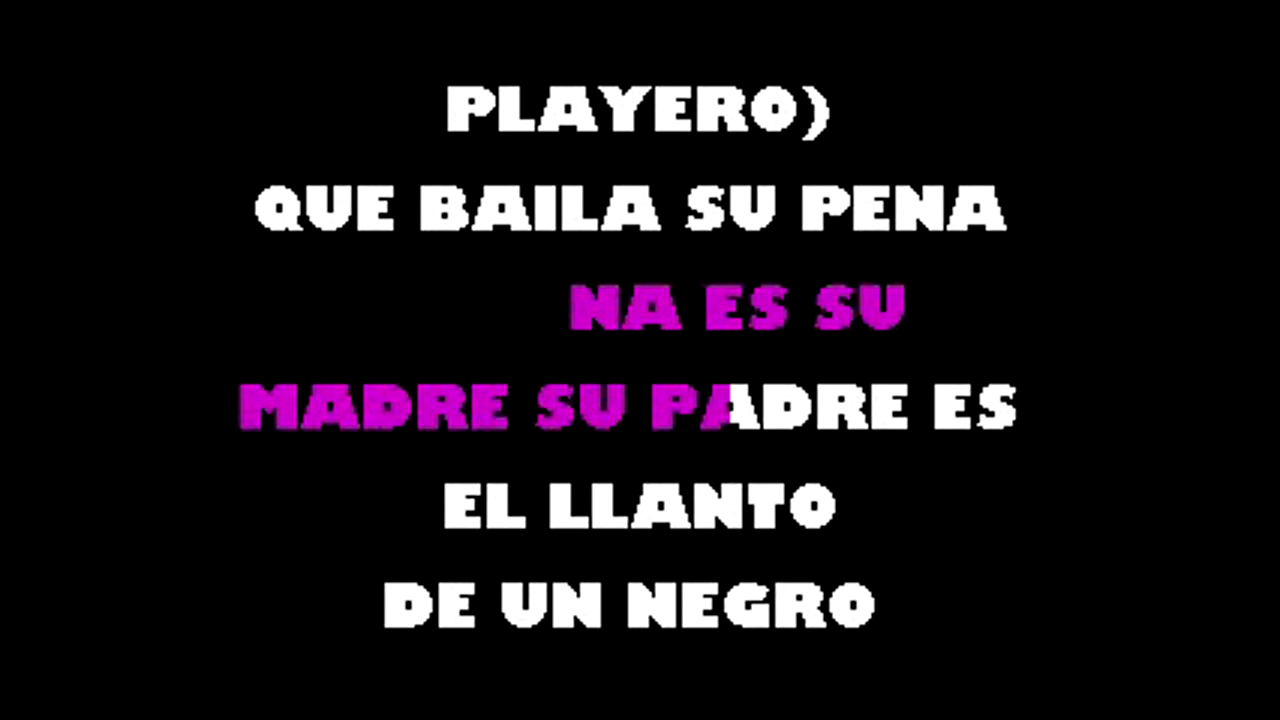 PLAYERO)
QUE BAILA SU PENA
NA ES SU
MADRE SU PADRE ES
EL LLANTO
DE UN NEGRO